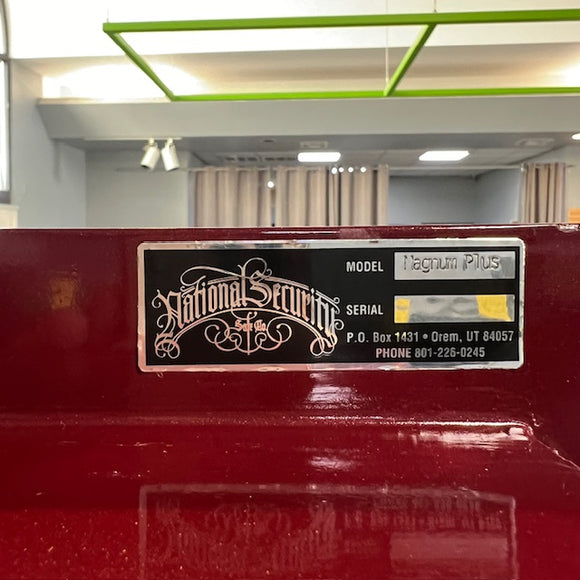 National Security
Safe Co.
MODEL Magnum Plus
SERIAL
P.O. Box 1431 • Orem, UT 84057
PHONE 801-226-0245